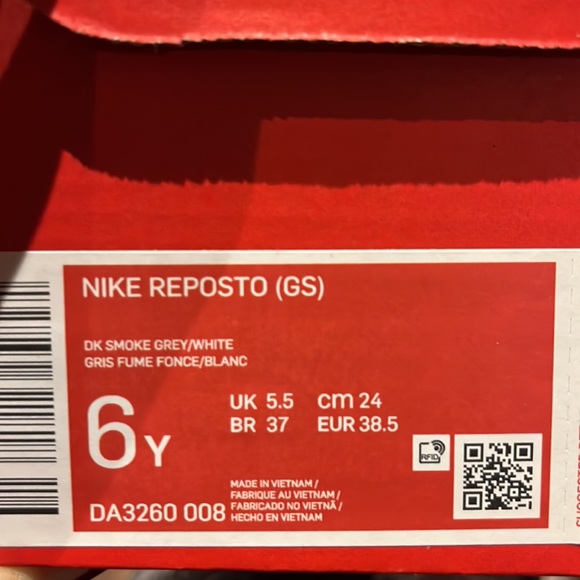 NIKE REPOSTO (GS)
DK SMOKE GREY/WHITE
GRIS FUME FONCE/BLANC
6Y
UK 5.5 cm 24
BR 37 EUR 38.5
RFID
DA3260 008
MADE IN VIETNAM /
FABRIQUE AU VIETNAM /
FABRICADO NO VIETNÃ /
HECHO EN VIETNAM